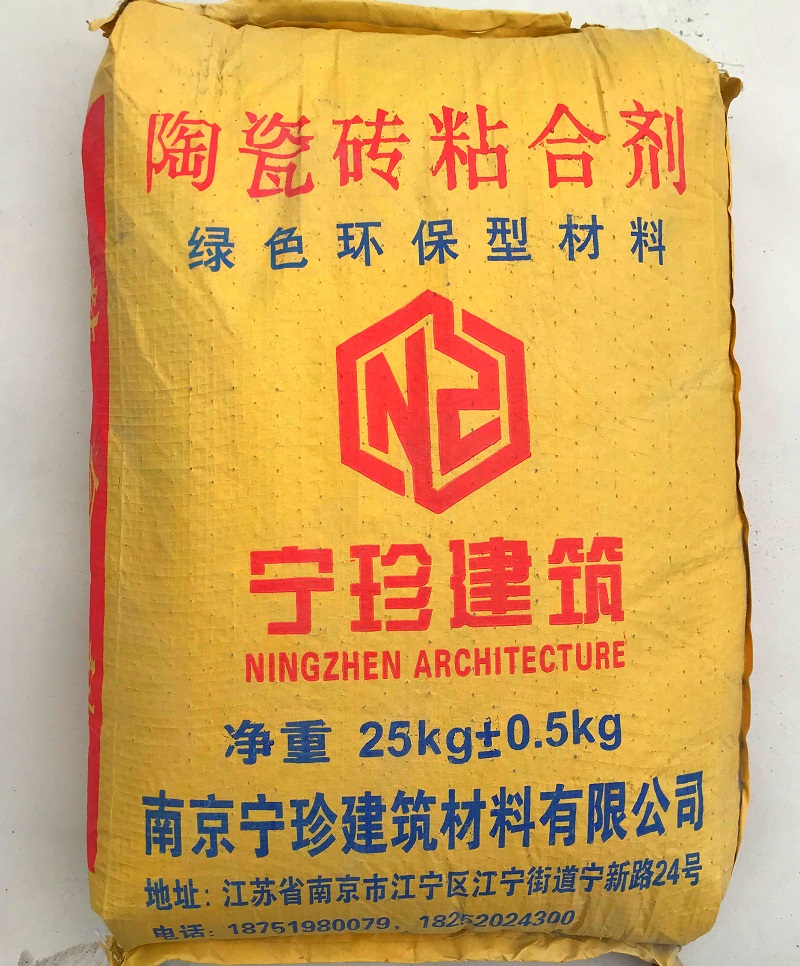 陶瓷砖粘合剂
绿色环保型材料
NZ
宁珍建筑
NINGZHEN ARCHITECTURE
净重 25kg±0.5kg
南京宁珍建筑材料有限公司
地址：江苏省南京市江宁区江宁街道宁新路24号
电话：18751980079．18252024300